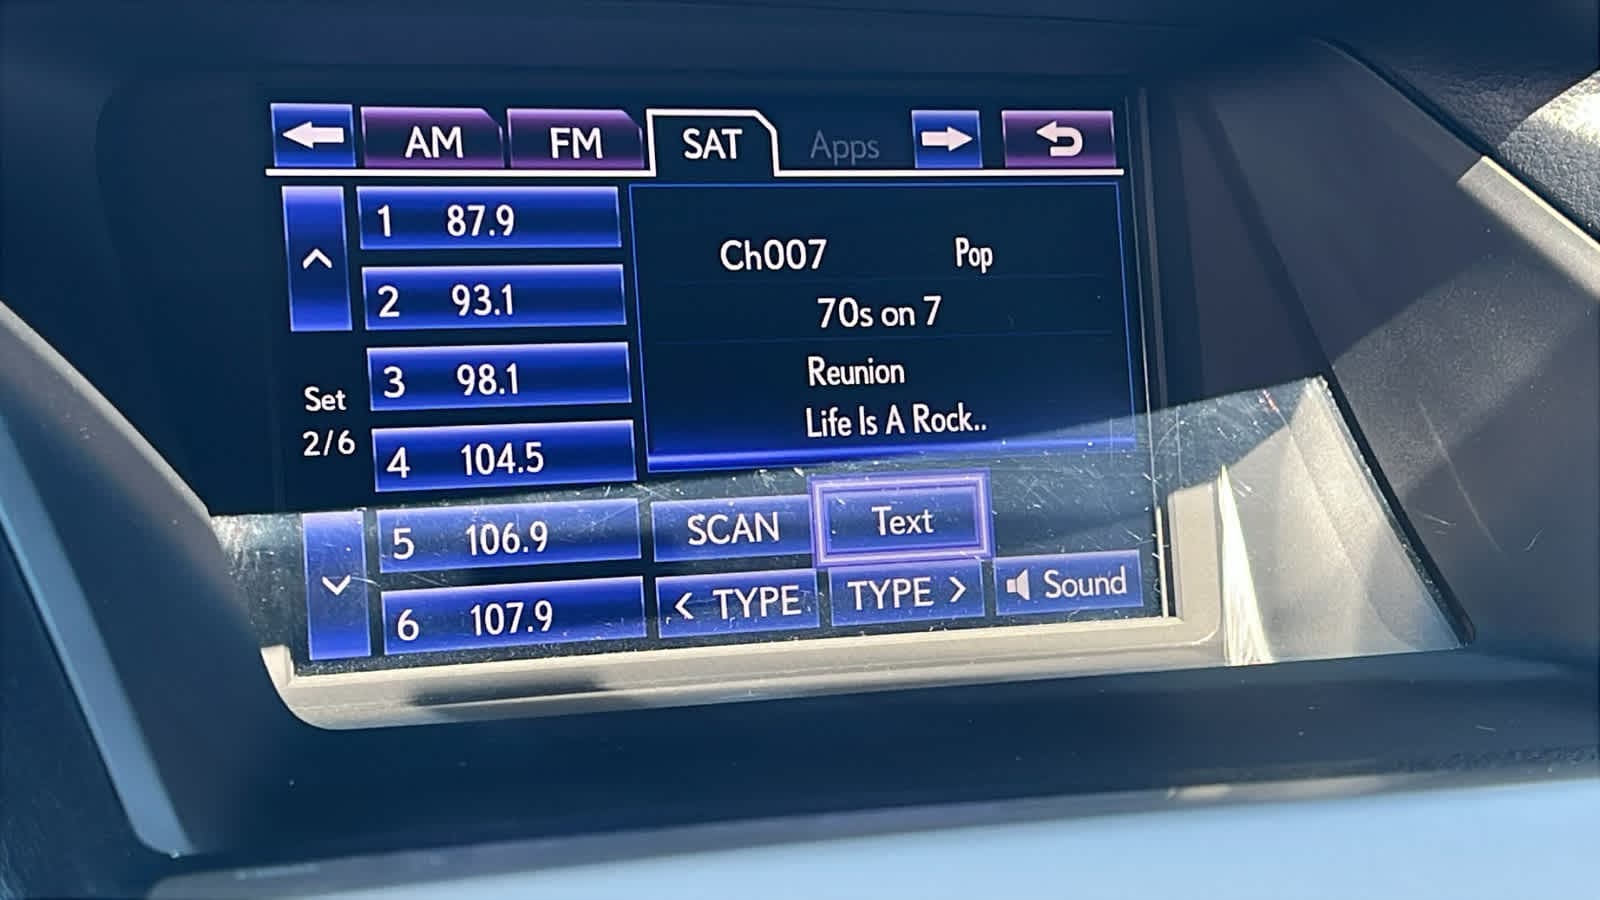 AM FM SAT Apps
1 87.9
2 93.1
3 98.1
4 104.5
5 106.9
6 107.9
Set
2/6
Ch007 Pop
70s on 7
Reunion
Life Is A Rock..
SCAN Text
< TYPE TYPE > Sound